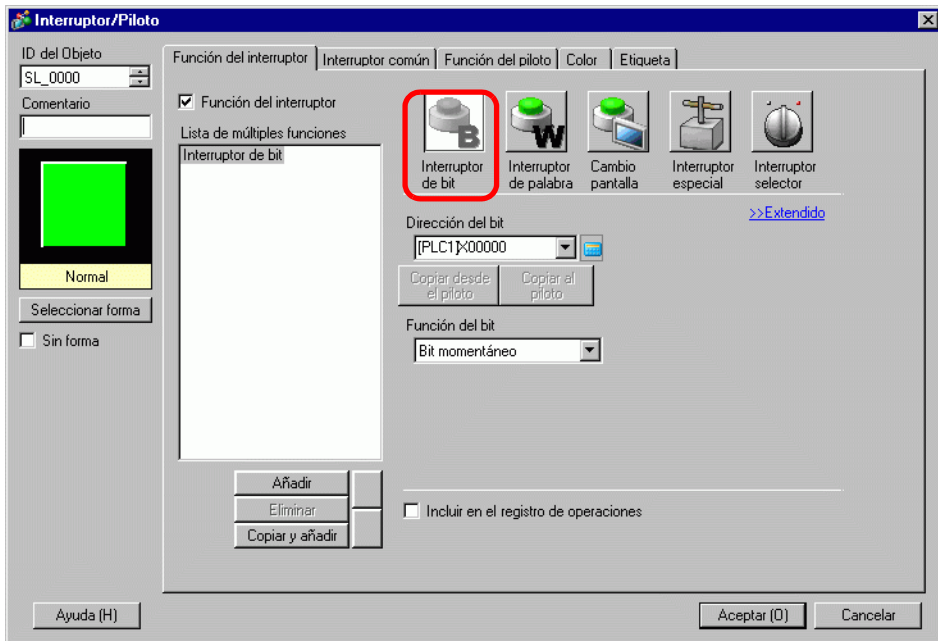 Interruptor/Piloto
ID del Objeto
SL_0000
Comentario
Normal
Seleccionar forma
Sin forma
Función del interruptor
Interruptor común
Función del piloto
Color
Etiqueta
Función del interruptor
Lista de múltiples funciones
Interruptor de bit
Añadir
Eliminar
Copiar y añadir
B
Interruptor
de bit
W
Interruptor
de palabra
Cambio
pantalla
Interruptor
especial
Interruptor
selector
>>Extendido
Dirección del bit
[PLC1]X00000
Copiar desde
el piloto
Copiar al
piloto
Función del bit
Bit momentáneo
Incluir en el registro de operaciones
Ayuda (H)
Aceptar (O)
Cancelar